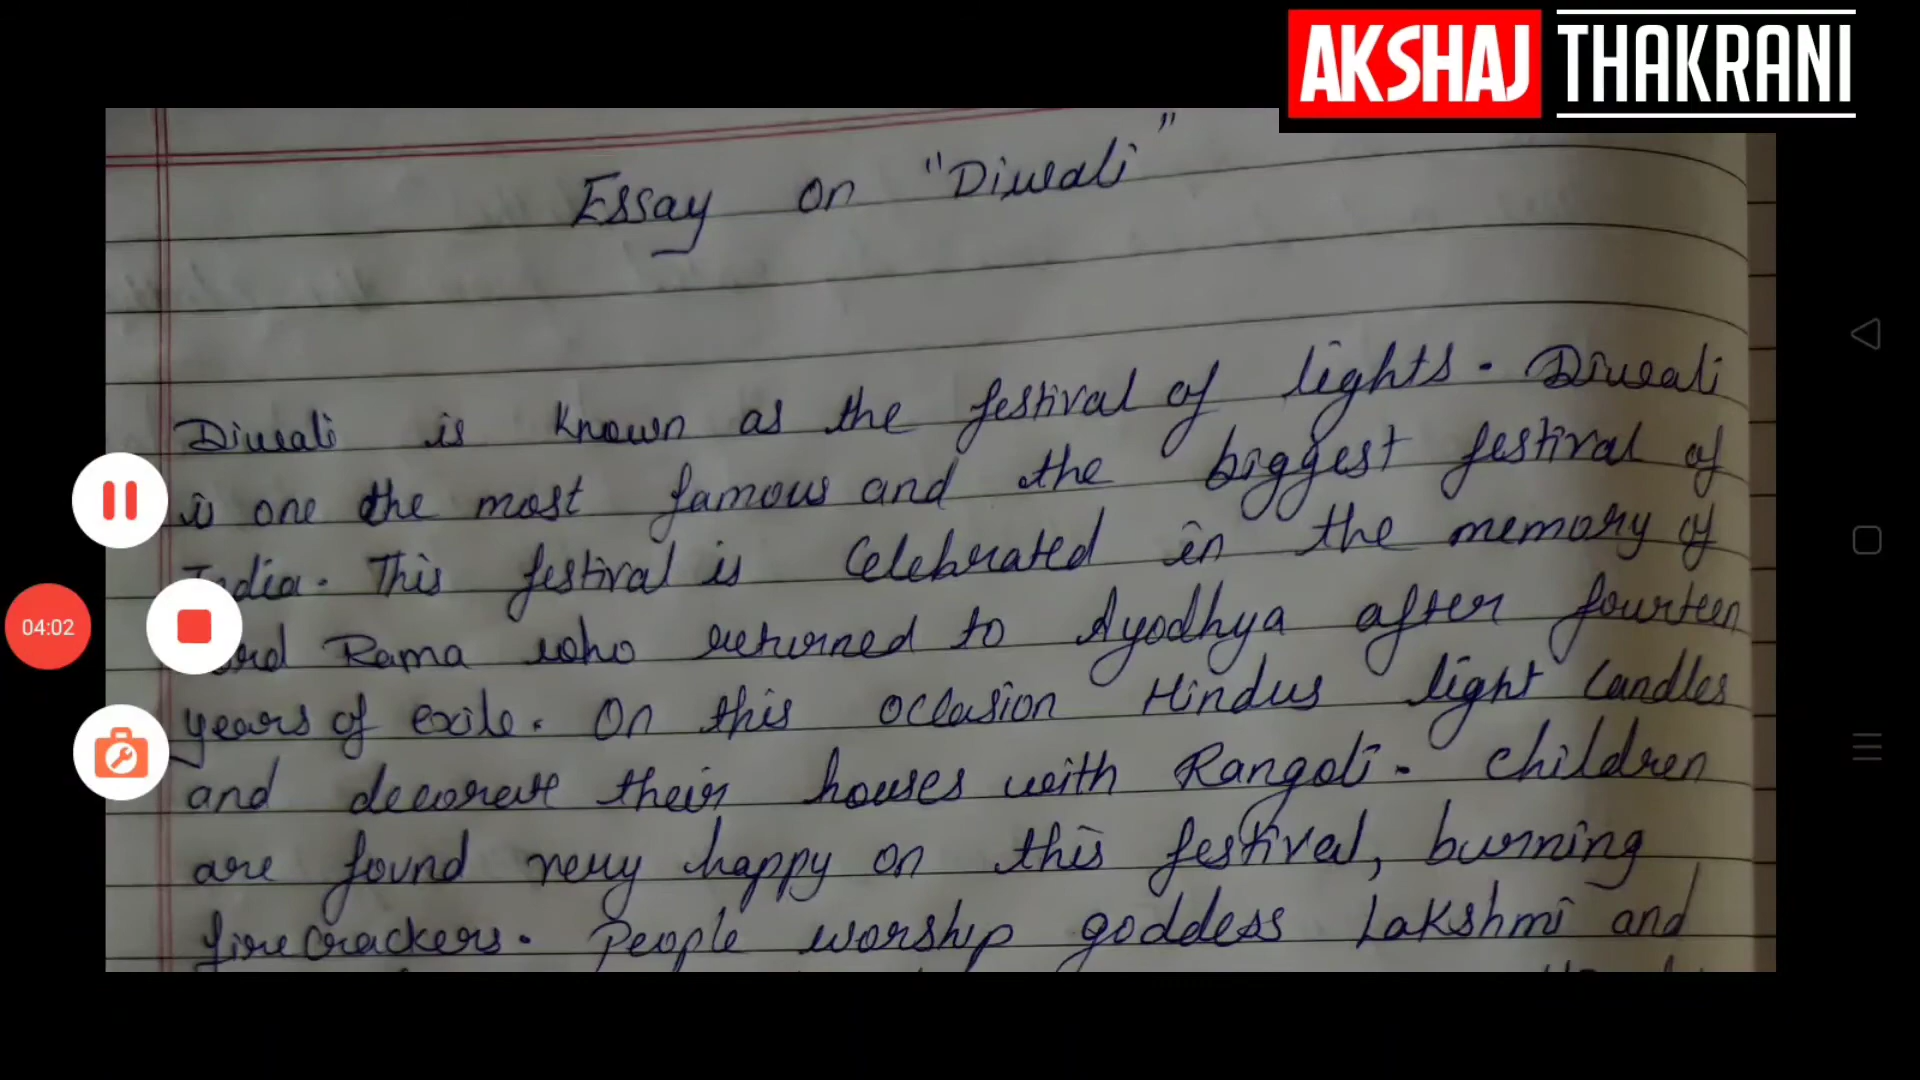 AKSHAJ THAKRANI
Essay on "Diwali"
Diwali is known as the festival of lights. Diwali
is one the most famous and the biggest festival of
India. This festival is Celebrated in the memory of
Rama who returned to Ayodhya after fourteen
years of exile. On this occasion Hindus light Candles
and decorate their houses with Rangoli. Children
04:02
are found very happy on this festival, burning
fire Crackers. People worship goddess Lakshmi and